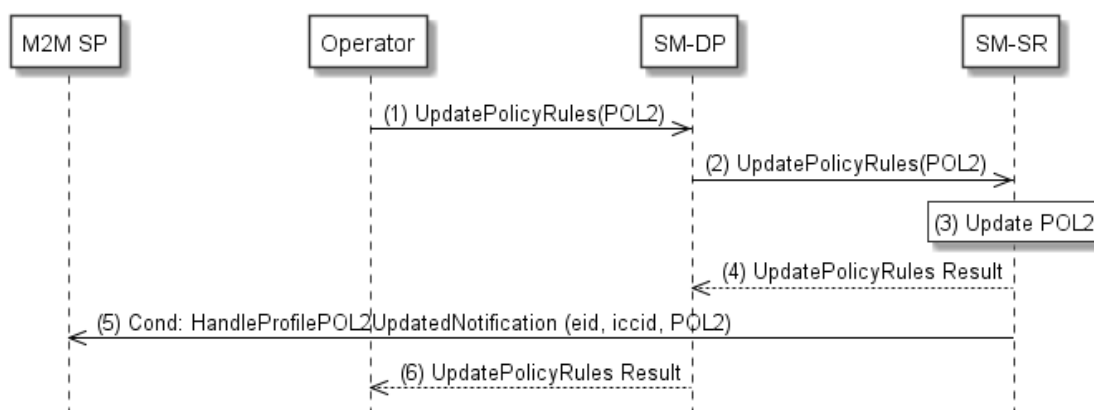 M2M SP
Operator
SM-DP
SM-SR
(1) UpdatePolicyRules(POL2)
(2) UpdatePolicyRules(POL2)
(3) Update POL2
(4) UpdatePolicyRules Result
(5) Cond: HandleProfilePOL2UpdatedNotification (eid, iccid, POL2)
(6) UpdatePolicyRules Result